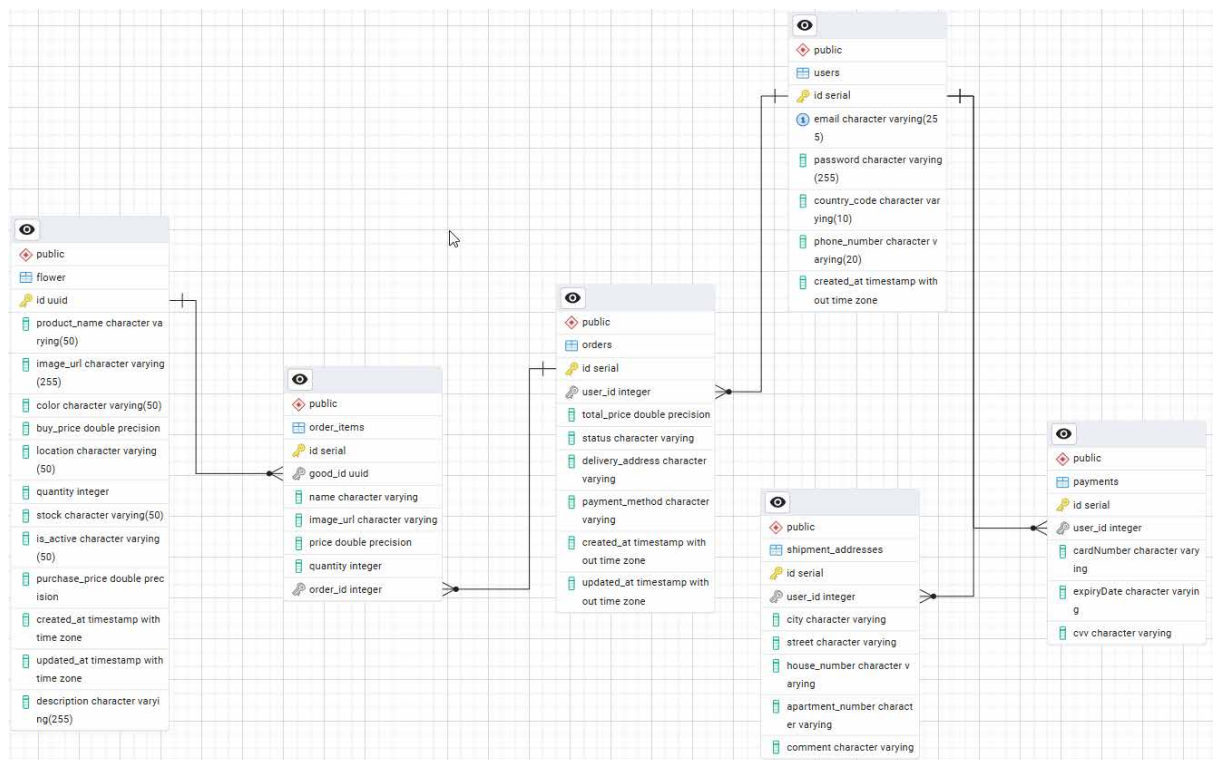 public
users
id serial
email character varying(25
5)
password character varying
(255)
country_code character var
ying(10)
phone_number character v
arying(20)
created_at timestamp with
out time zone
public
flower
id uuid
product_name character va
rying(50)
image_url character varying
(255)
color character varying(50)
buy_price double precision
location character varying
(50)
quantity integer
stock character varying(50)
is_active character varying
(50)
purchase_price double prec
ision
created_at timestamp with
time zone
updated_at timestamp with
time zone
description character varyi
ng(255)
public
order_items
id serial
good_id uuid
name character varying
image_url character varying
price double precision
quantity integer
order_id integer
public
orders
id serial
user_id integer
total_price double precision
status character varying
delivery_address character
varying
payment_method character
varying
created_at timestamp with
out time zone
updated_at timestamp with
out time zone
public
shipment_addresses
id serial
user_id integer
city character varying
street character varying
house_number character v
arying
apartment_number charact
er varying
comment character varying
public
payments
id serial
user_id integer
cardNumber character vary
ing
expiryDate character varyin
g
cvv character varying